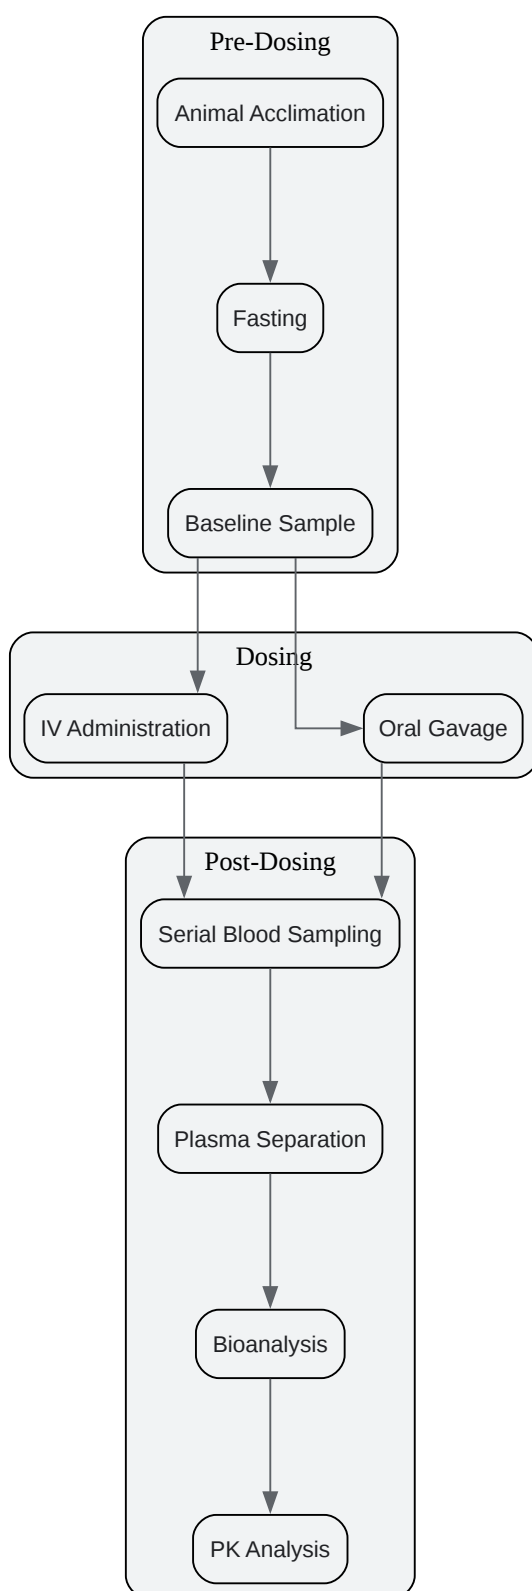 Pre-Dosing
Animal Acclimation
Fasting
Baseline Sample
Dosing
IV Administration
Oral Gavage
Post-Dosing
Serial Blood Sampling
Plasma Separation
Bioanalysis
PK Analysis